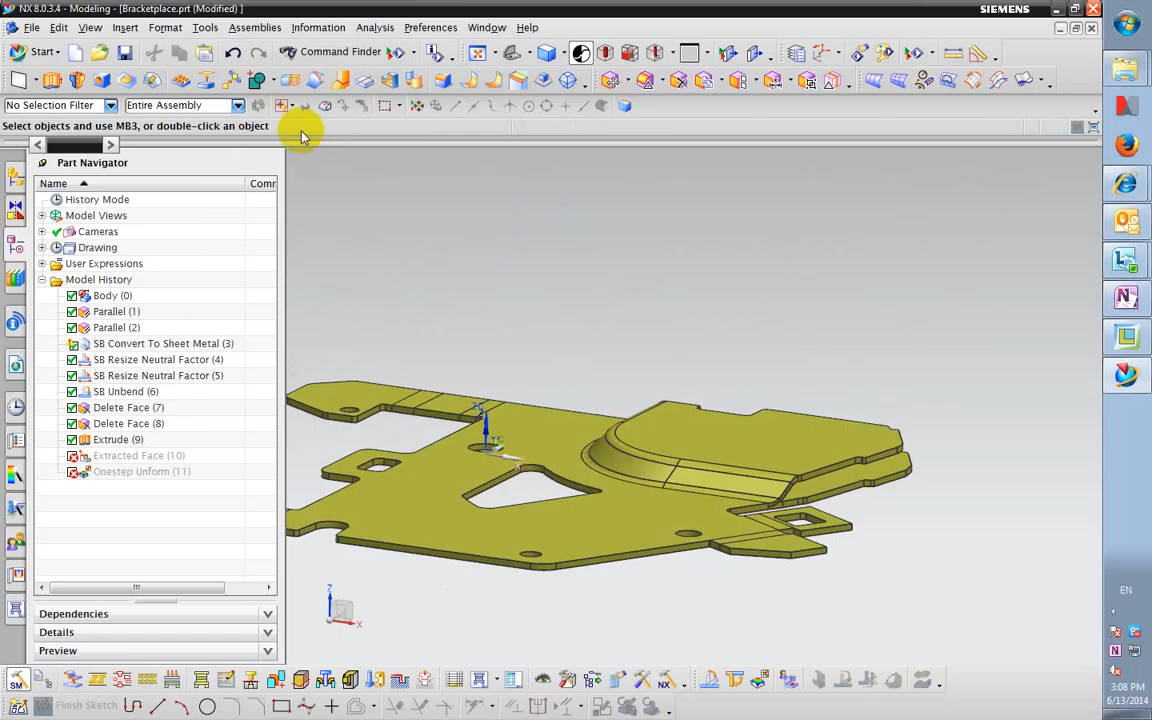 NX 8.0.3.4 - Modeling - [Bracketplace.prt (Modified) ]
SIEMENS
File Edit View Insert Format Tools Assemblies Information Analysis Preferences Window Help
Start
Command Finder
No Selection Filter
Entire Assembly
Select objects and use MB3, or double-click an object
Part Navigator
Name
Comr
History Mode
Model Views
Cameras
Drawing
User Expressions
Model History
Body (0)
Parallel (1)
Parallel (2)
SB Convert To Sheet Metal (3)
SB Resize Neutral Factor (4)
SB Resize Neutral Factor (5)
SB Unbend (6)
Delete Face (7)
Delete Face (8)
Extrude (9)
Extracted Face (10)
Onestep Unform (11)
Dependencies
Details
Preview
Z
X
SM
NX
Finish Sketch
EN
3:08 PM
6/13/2014